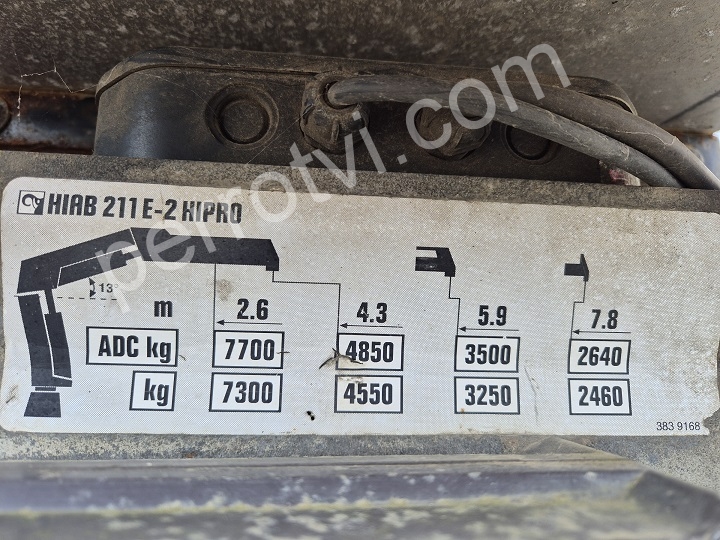 HIAB 211 E-2 HIPRO
13°
m 2.6 4.3 5.9 7.8
ADC kg 7700 4850 3500 2640
kg 7300 4550 3250 2460
383 9168
perrotvi.com